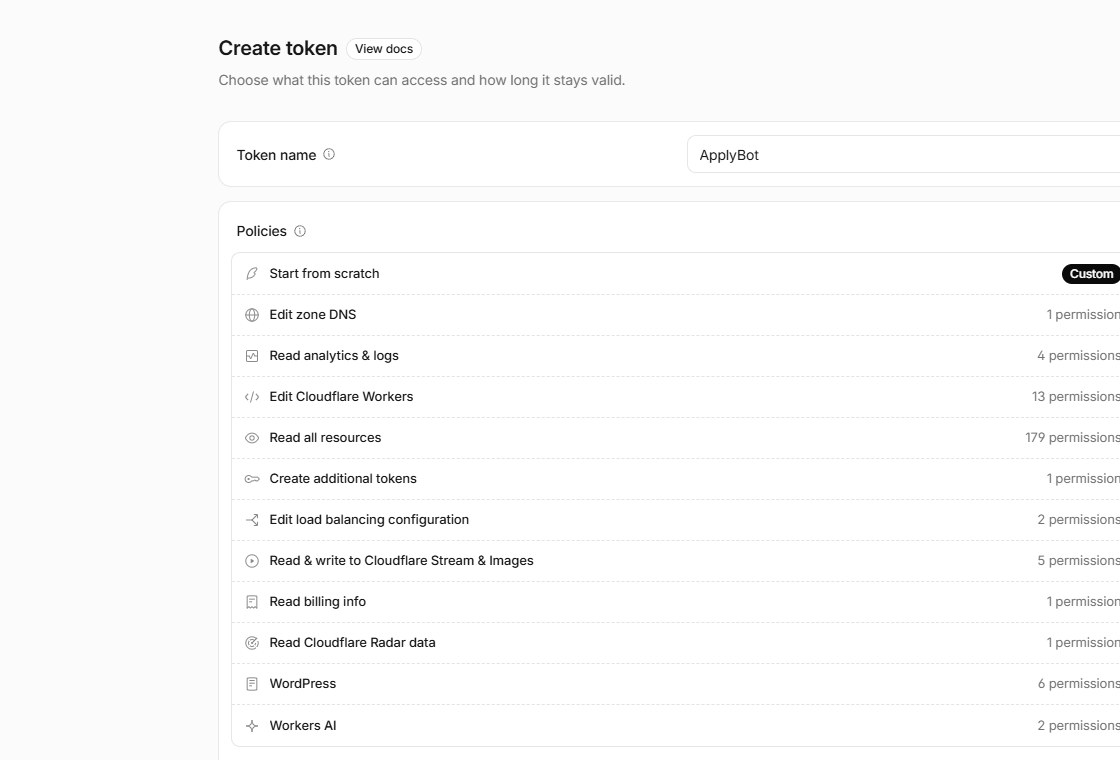 Create token View docs
Choose what this token can access and how long it stays valid.
Token name ApplyBot
Policies
Start from scratch Custom
Edit zone DNS 1 permission
Read analytics & logs 4 permissions
Edit Cloudflare Workers 13 permissions
Read all resources 179 permissions
Create additional tokens 1 permission
Edit load balancing configuration 2 permissions
Read & write to Cloudflare Stream & Images 5 permissions
Read billing info 1 permission
Read Cloudflare Radar data 1 permission
WordPress 6 permissions
Workers AI 2 permissions